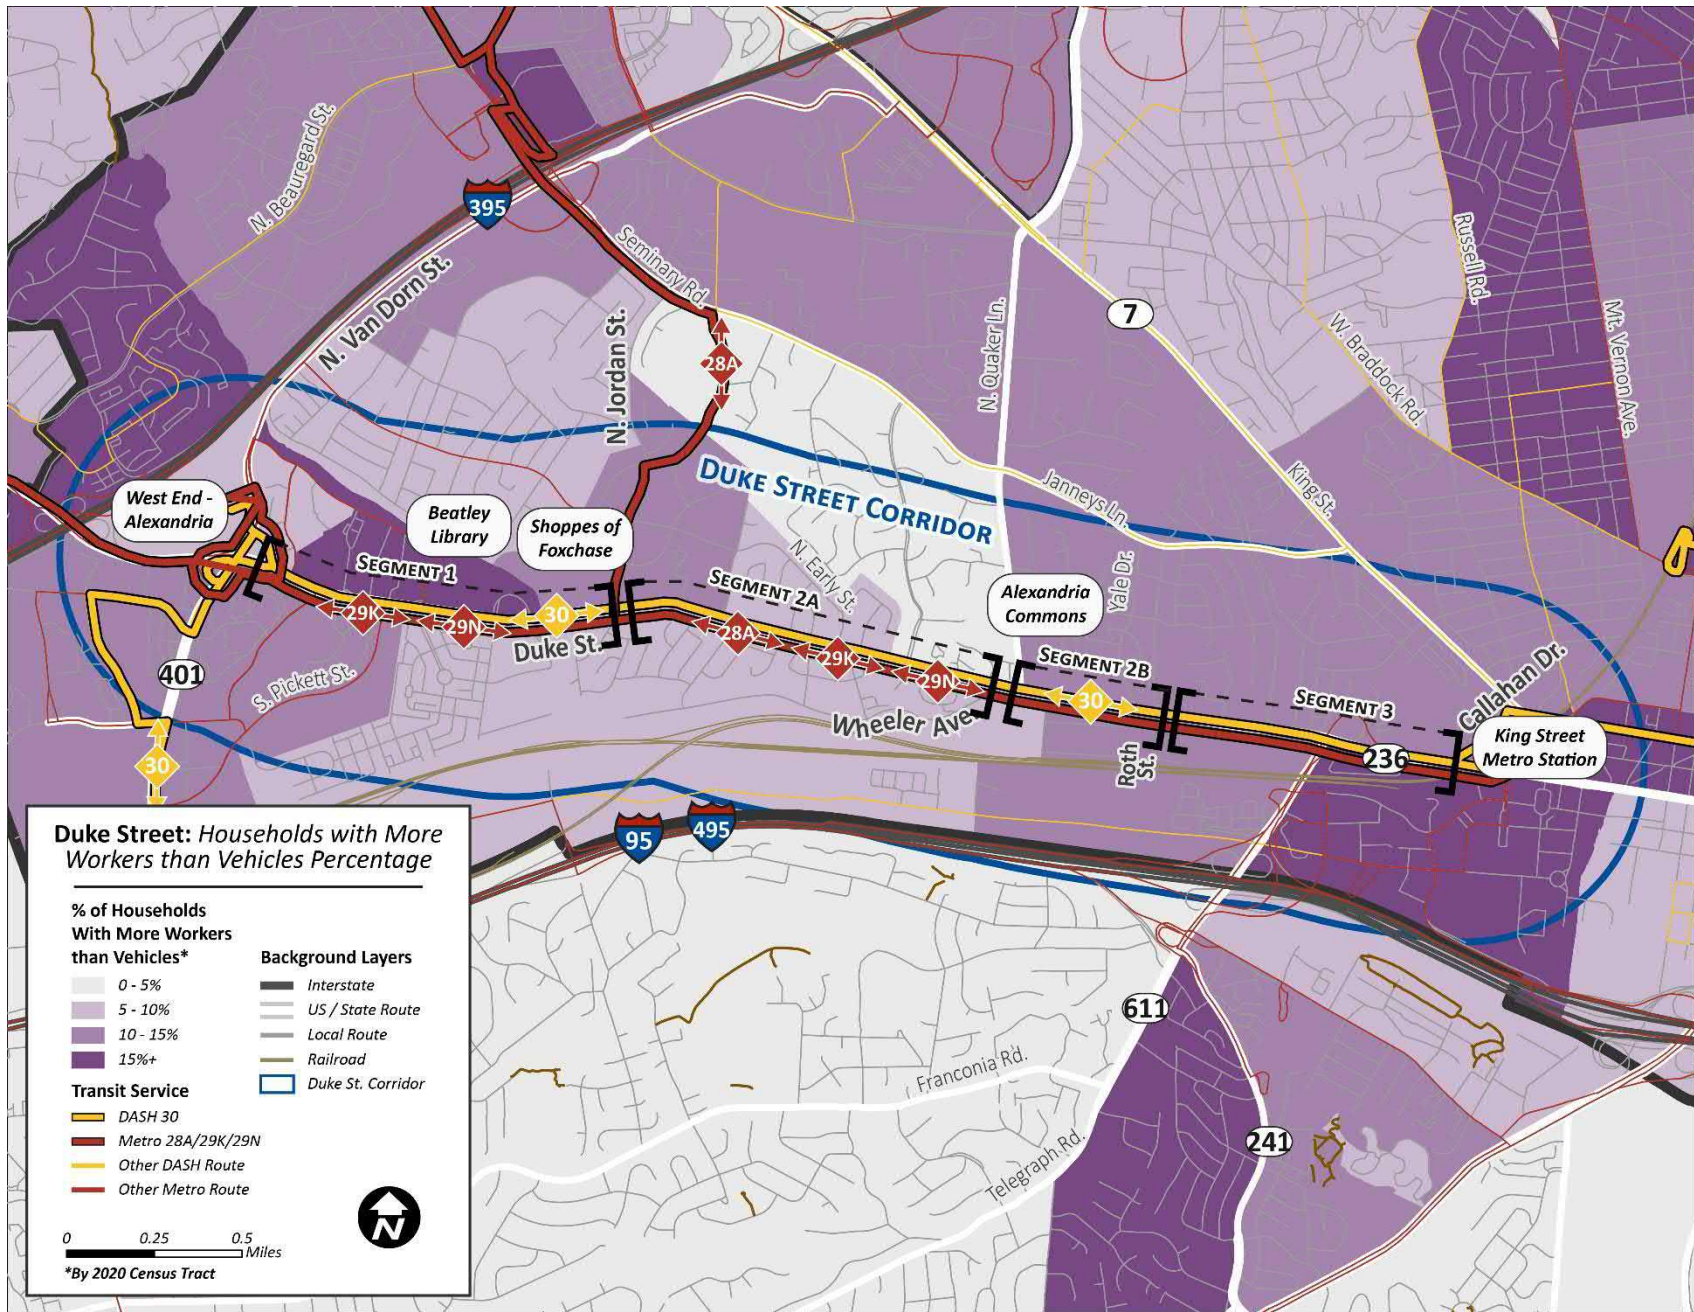 N. Beauregard St.
395
N. Van Dorn St.
Seminary Rd.
N. Jordan St.
28A
N. Quaker Ln.
7
W. Braddock Rd.
Russell Rd.
Mt. Vernon Ave.
King St.
Janneys Ln.
Yale Dr.
DUKE STREET CORRIDOR
West End -
Alexandria
Beatley
Library
Shoppes of
Foxchase
SEGMENT 1
SEGMENT 2A
N. Early St.
Alexandria
Commons
SEGMENT 2B
SEGMENT 3
Callahan Dr.
King Street
Metro Station
29K
29N
30
Duke St.
28A
29K
29N
30
Wheeler Ave.
Roth
St.
236
401
S. Pickett St.
30
95
495
611
Franconia Rd.
Telegraph Rd.
241
Duke Street: Households with More
Workers than Vehicles Percentage
% of Households
With More Workers
than Vehicles*
0 - 5%
5 - 10%
10 - 15%
15%+
Transit Service
DASH 30
Metro 28A/29K/29N
Other DASH Route
Other Metro Route
Background Layers
Interstate
US / State Route
Local Route
Railroad
Duke St. Corridor
0 0.25 0.5
Miles
*By 2020 Census Tract
N